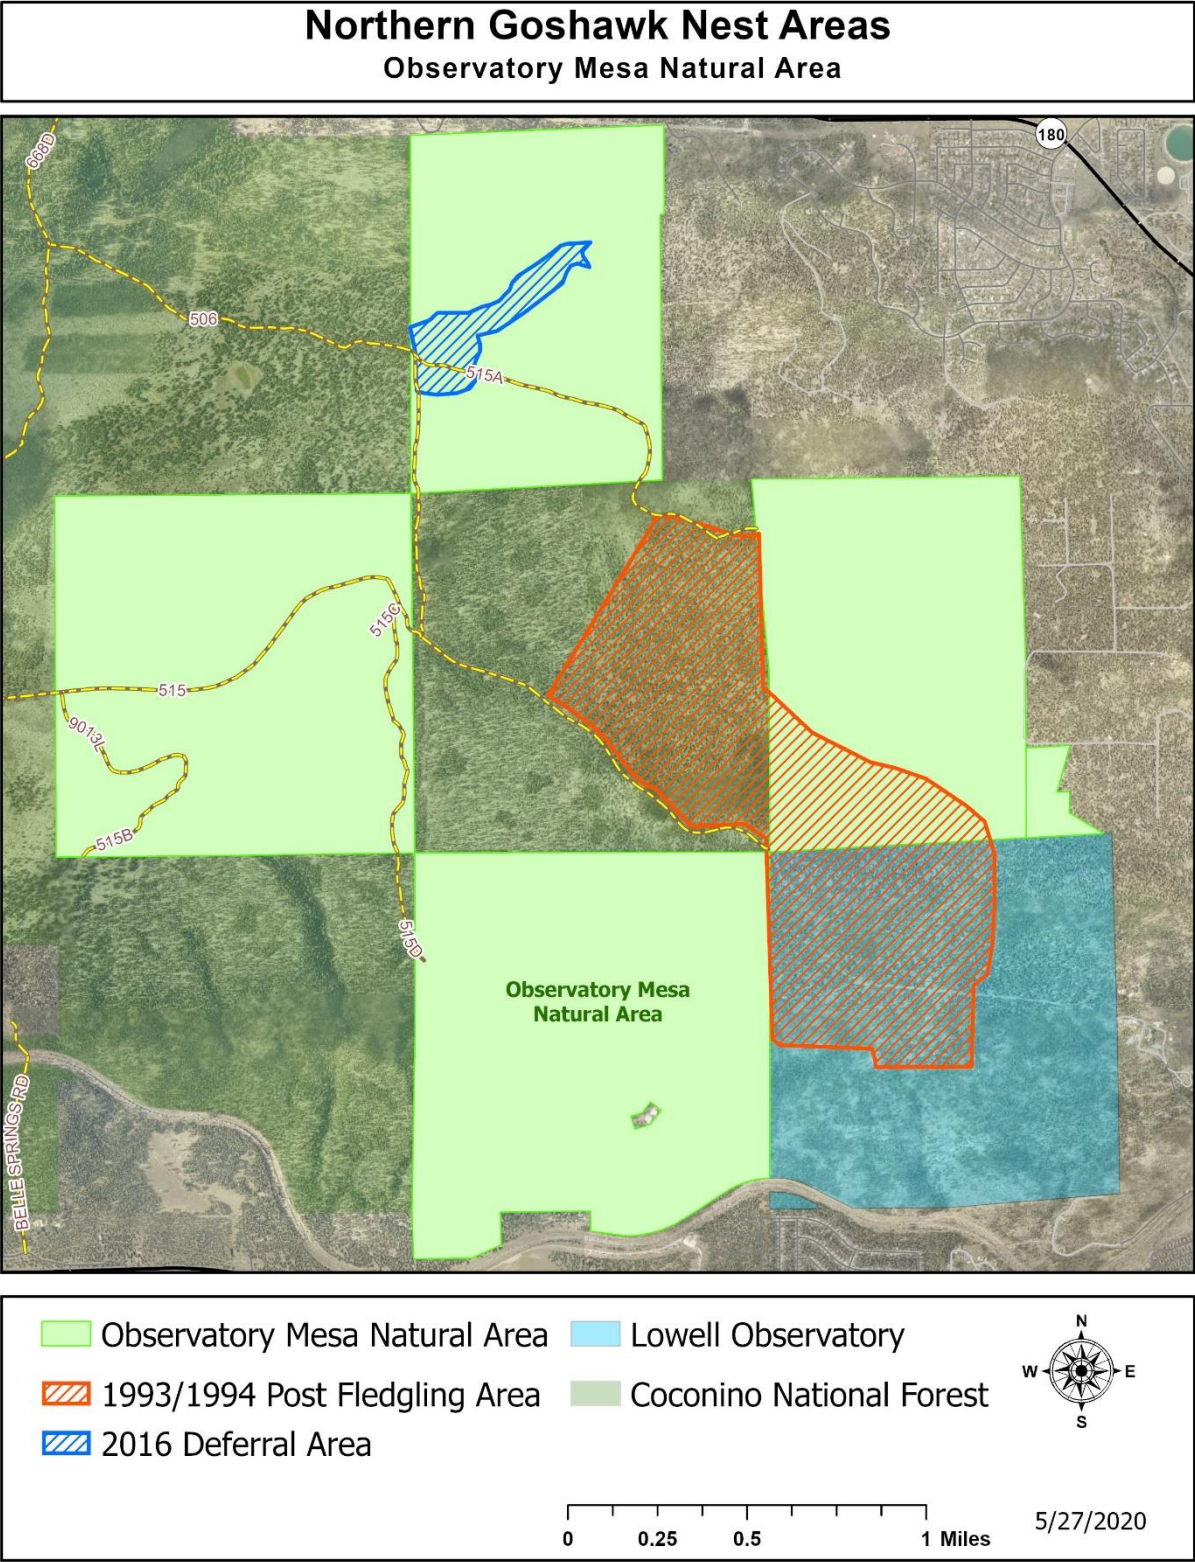 Northern Goshawk Nest Areas
Observatory Mesa Natural Area
180
668D
506
515A
515C
515
9013L
515B
515D
Observatory Mesa
Natural Area
BELLE SPRINGS RD
Observatory Mesa Natural Area
Lowell Observatory
1993/1994 Post Fledgling Area
Coconino National Forest
2016 Deferral Area
N
W
E
S
0
0.25
0.5
1 Miles
5/27/2020